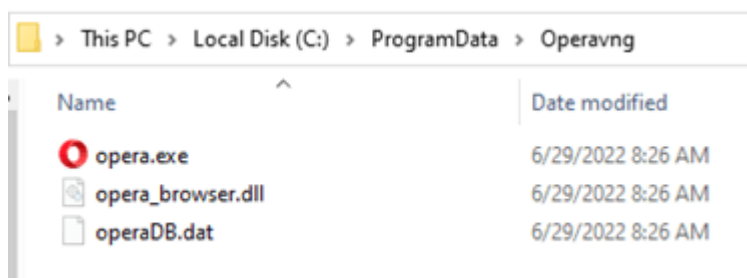 This PC > Local Disk (C:) > ProgramData > Operavng
Name Date modified
opera.exe 6/29/2022 8:26 AM
opera_browser.dll 6/29/2022 8:26 AM
operaDB.dat 6/29/2022 8:26 AM